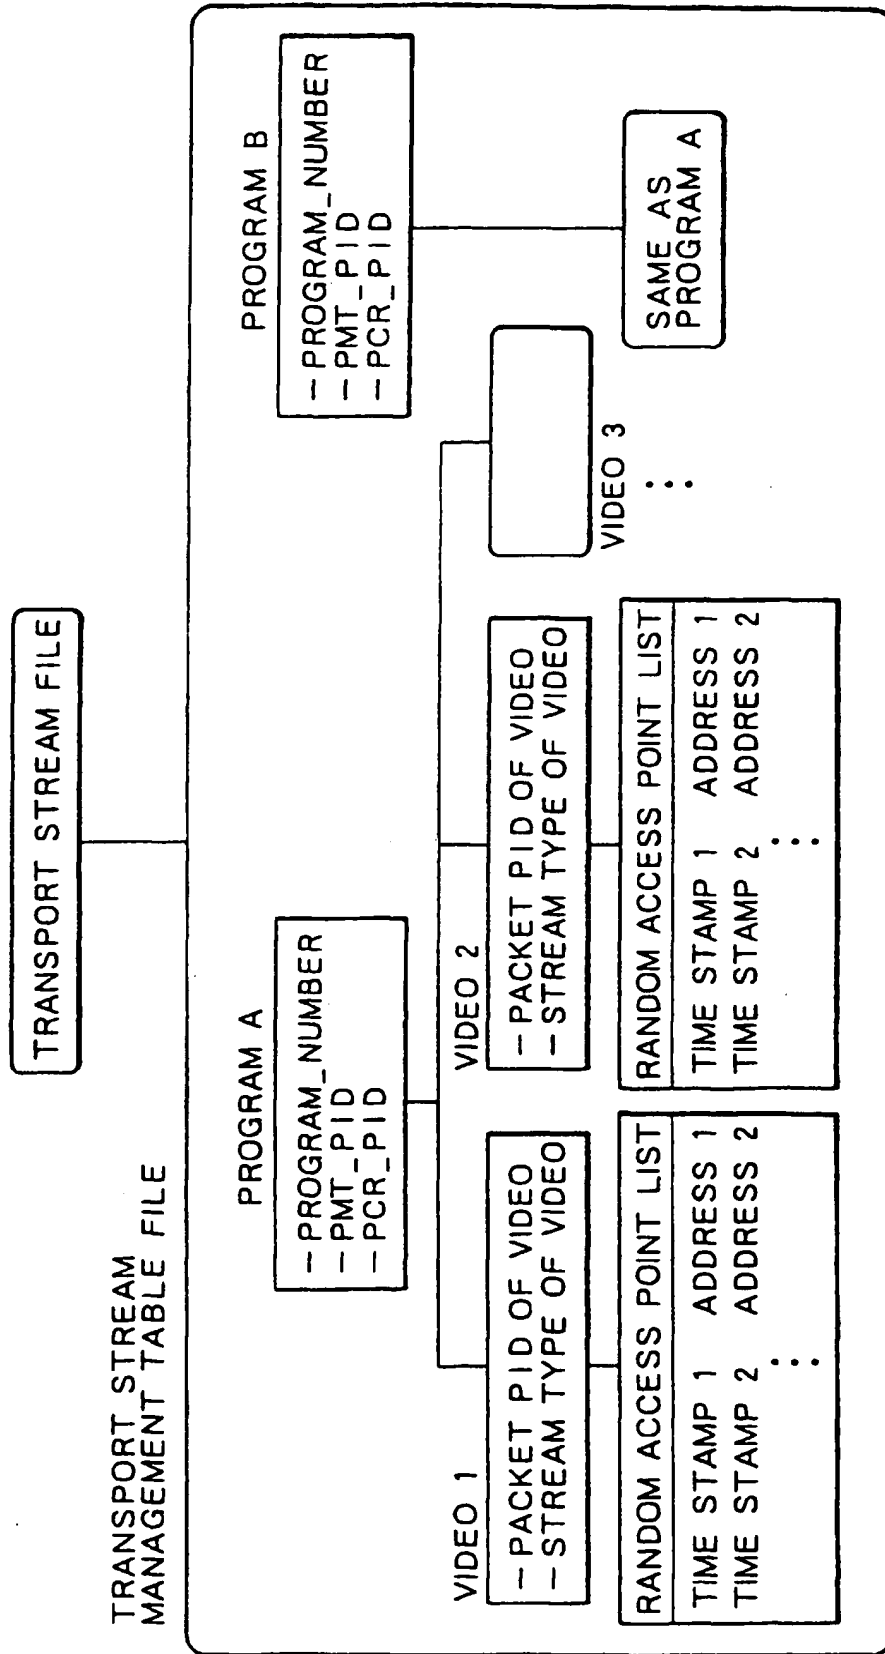 TRANSPORT STREAM FILE
TRANSPORT STREAM
MANAGEMENT TABLE FILE
PROGRAM A
– PROGRAM_NUMBER
– PMT_PID
– PCR_PID
PROGRAM B
– PROGRAM_NUMBER
– PMT_PID
– PCR_PID
VIDEO 1
– PACKET PID OF VIDEO
– STREAM TYPE OF VIDEO
RANDOM ACCESS POINT LIST
TIME STAMP 1 ADDRESS 1
TIME STAMP 2 ADDRESS 2
⋮
VIDEO 2
– PACKET PID OF VIDEO
– STREAM TYPE OF VIDEO
RANDOM ACCESS POINT LIST
TIME STAMP 1 ADDRESS 1
TIME STAMP 2 ADDRESS 2
⋮
VIDEO 3
⋮
SAME AS
PROGRAM A